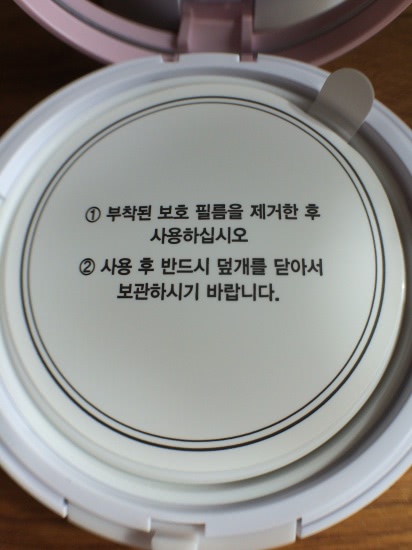 ① 부착된 보호 필름을 제거한 후
사용하십시오
② 사용 후 반드시 덮개를 닫아서
보관하시기 바랍니다.